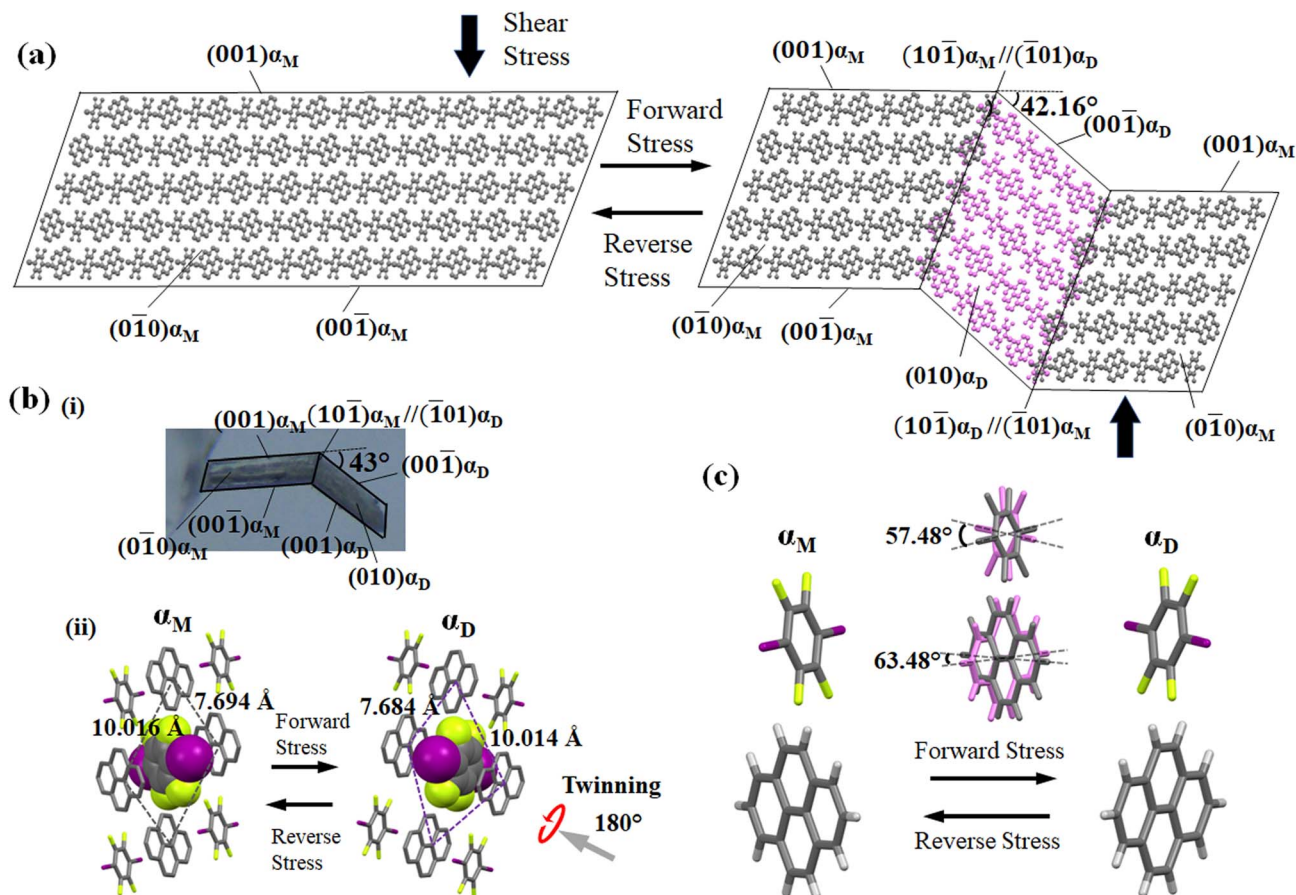 (a)
(001)αM
Shear
Stress
(001)αM
(101̅)αM//(1̅01)αD
42.16°
(001̅)αD
(001)αM
Forward
Stress
Reverse
Stress
(01̅0)αM
(001̅)αM
(01̅0)αM
(001̅)αM
(010)αD
(101̅)αD//(1̅01)αM
(01̅0)αM
(b)
(i)
(001)αM
(101̅)αM//(1̅01)αD
43°
(001̅)αD
(01̅0)αM
(001̅)αM
(001)αD
(010)αD
(ii)
αM
7.694 Å
10.016 Å
Forward
Stress
Reverse
Stress
αD
7.684 Å
10.014 Å
Twinning
180°
(c)
αM
57.48°
63.48°
αD
Forward Stress
Reverse Stress